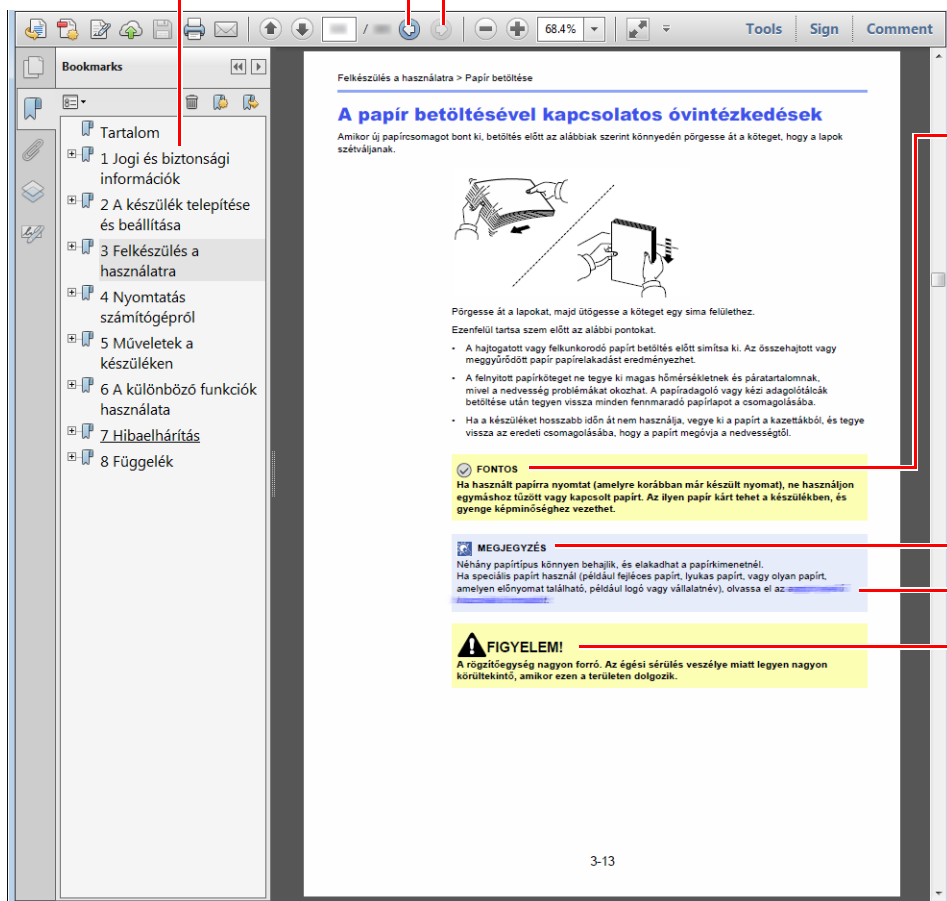 /
68.4%
Tools
Sign
Comment
Bookmarks
Tartalom
1 Jogi és biztonsági
információk
2 A készülék telepítése
és beállítása
3 Felkészülés a
használatra
4 Nyomtatás
számítógépről
5 Műveletek a
készüléken
6 A különböző funkciók
használata
7 Hibaelhárítás
8 Függelék
Felkészülés a használatra > Papír betöltése
A papír betöltésével kapcsolatos óvintézkedések
Amikor új papírcsomagot bont ki, betöltés előtt az alábbiak szerint könnyedén pörgesse át a köteget, hogy a lapok
szétváljanak.
Pörgesse át a lapokat, majd ütögesse a köteget egy sima felülethez.
Ezenfelül tartsa szem előtt az alábbi pontokat.
• A hajtogatott vagy felkunkorodó papírt betöltés előtt simítsa ki. Az összehajtott vagy
meggyűrődött papír papírelakadást eredményezhet.
• A felnyitott papírköteget ne tegye ki magas hőmérsékletnek és páratartalomnak,
mivel a nedvesség problémákat okozhat. A papíradagoló vagy kézi adagolótálcák
betöltése után tegyen vissza minden fennmaradó papírlapot a csomagolásába.
• Ha a készüléket hosszabb időn át nem használja, vegye ki a papírt a kazettákból, és tegye
vissza az eredeti csomagolásába, hogy a papírt megóvja a nedvességtől.
FONTOS
Ha használt papírra nyomtat (amelyre korábban már készült nyomat), ne használjon
egymáshoz tűzött vagy kapcsolt papírt. Az ilyen papír kárt tehet a készülékben, és
gyenge képminőséghez vezethet.
MEGJEGYZÉS
Néhány papírtípus könnyen behajlik, és elakadhat a papírkimenetnél.
Ha speciális papírt használ (például fejléces papírt, lyukas papírt, vagy olyan papírt,
amelyen előnyomat található, például logó vagy vállalatnév), olvassa el az
FIGYELEM!
A rögzítőegység nagyon forró. Az égési sérülés veszélye miatt legyen nagyon
körültekintő, amikor ezen a területen dolgozik.
3-13